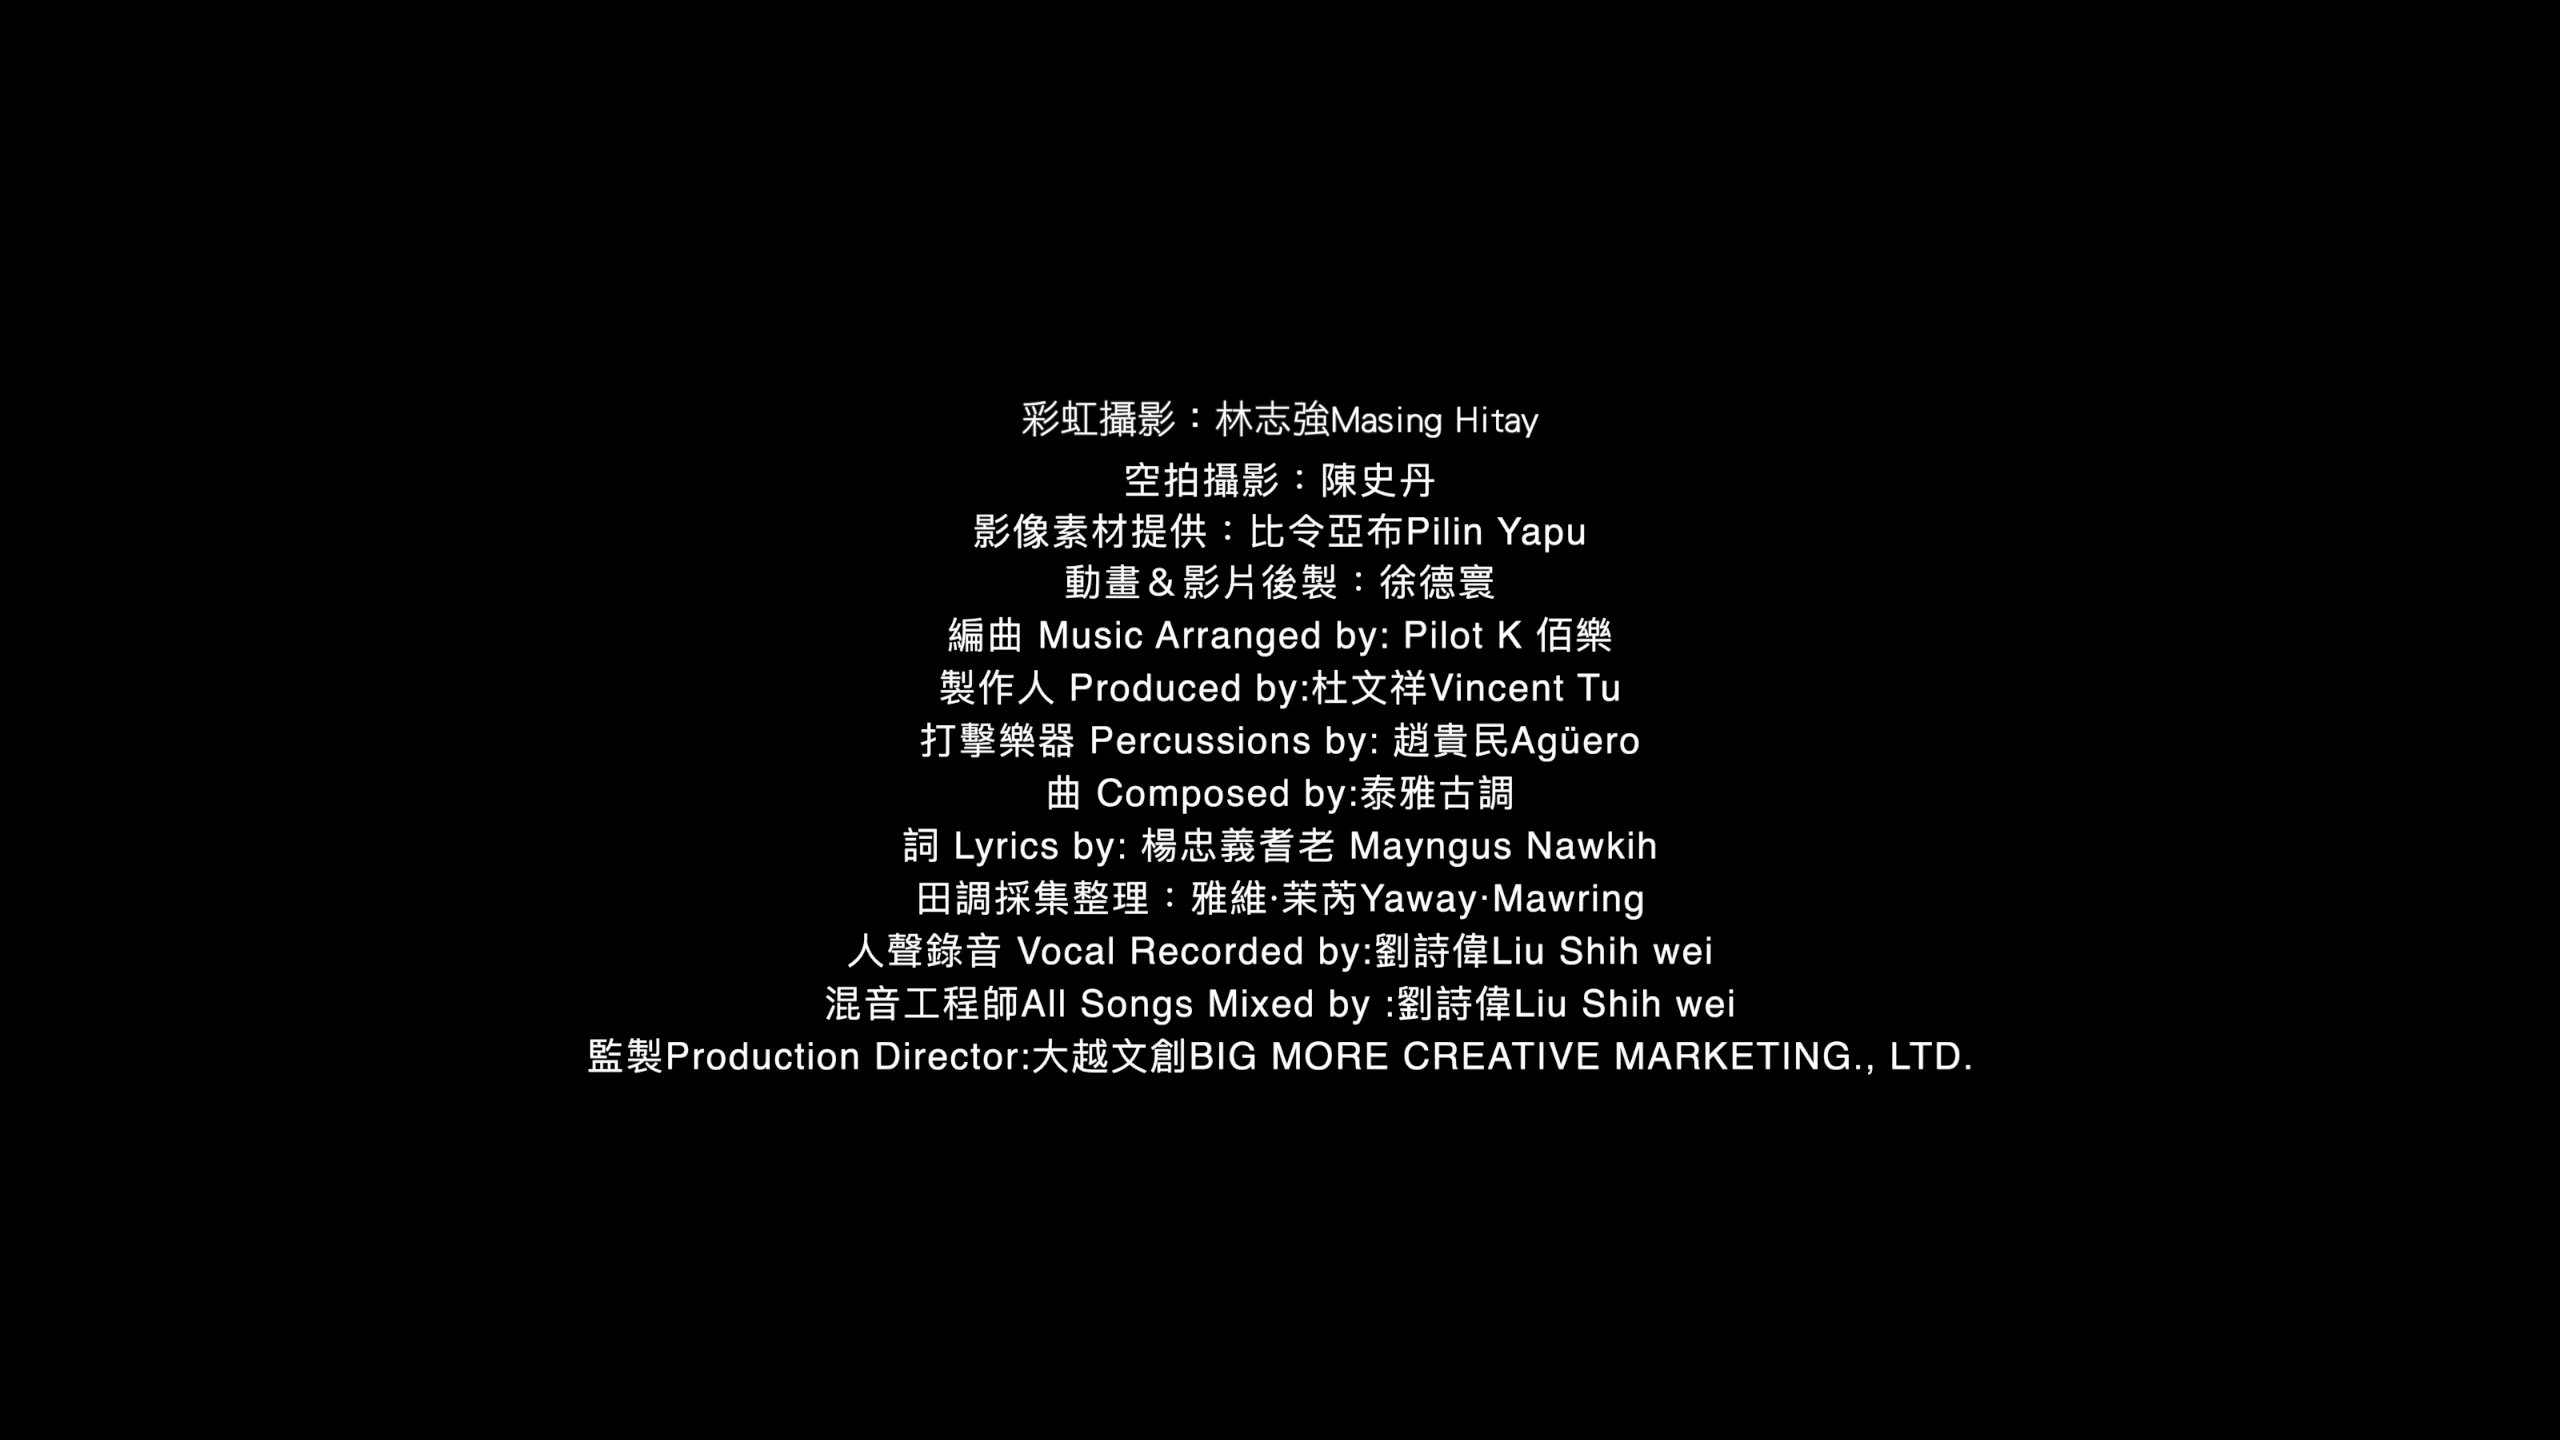 彩虹攝影：林志強Masing Hitay
空拍攝影：陳史丹
影像素材提供：比令亞布Pilin Yapu
動畫＆影片後製：徐德寰
編曲 Music Arranged by: Pilot K 佰樂
製作人 Produced by:杜文祥Vincent Tu
打擊樂器 Percussions by: 趙貴民Agüero
曲 Composed by:泰雅古調
詞 Lyrics by: 楊忠義耆老 Mayngus Nawkih
田調採集整理：雅維·茉芮Yaway·Mawring
人聲錄音 Vocal Recorded by:劉詩偉Liu Shih wei
混音工程師All Songs Mixed by :劉詩偉Liu Shih wei
監製Production Director:大越文創BIG MORE CREATIVE MARKETING., LTD.